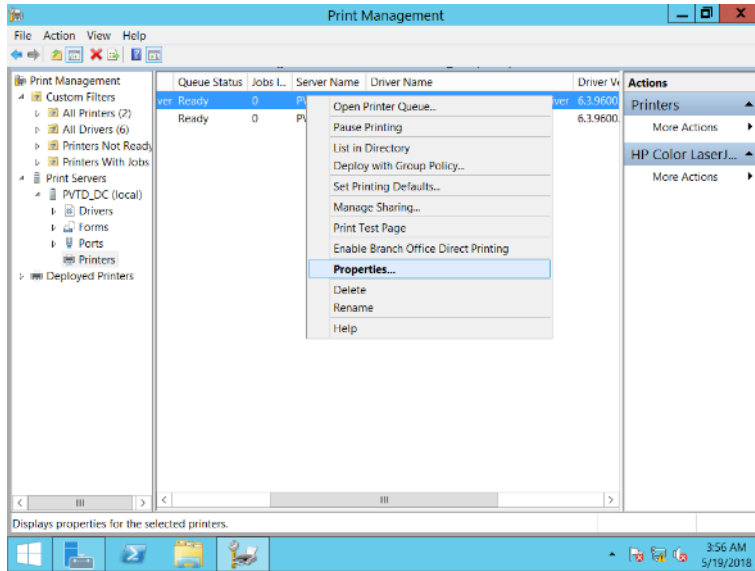 Print Management
File Action View Help
Print Management
Custom Filters
All Printers (2)
All Drivers (6)
Printers Not Ready
Printers With Jobs
Print Servers
PVTD_DC (local)
Drivers
Forms
Ports
Printers
Deployed Printers
Queue Status Jobs I... Server Name Driver Name Driver Ve
ver Ready 0 PV ver 6.3.9600.
Ready 0 PV 6.3.9600.
Open Printer Queue...
Pause Printing
List in Directory
Deploy with Group Policy...
Set Printing Defaults...
Manage Sharing...
Print Test Page
Enable Branch Office Direct Printing
Properties...
Delete
Rename
Help
Actions
Printers
More Actions
HP Color LaserJ...
More Actions
Displays properties for the selected printers.
3:56 AM
5/19/2018